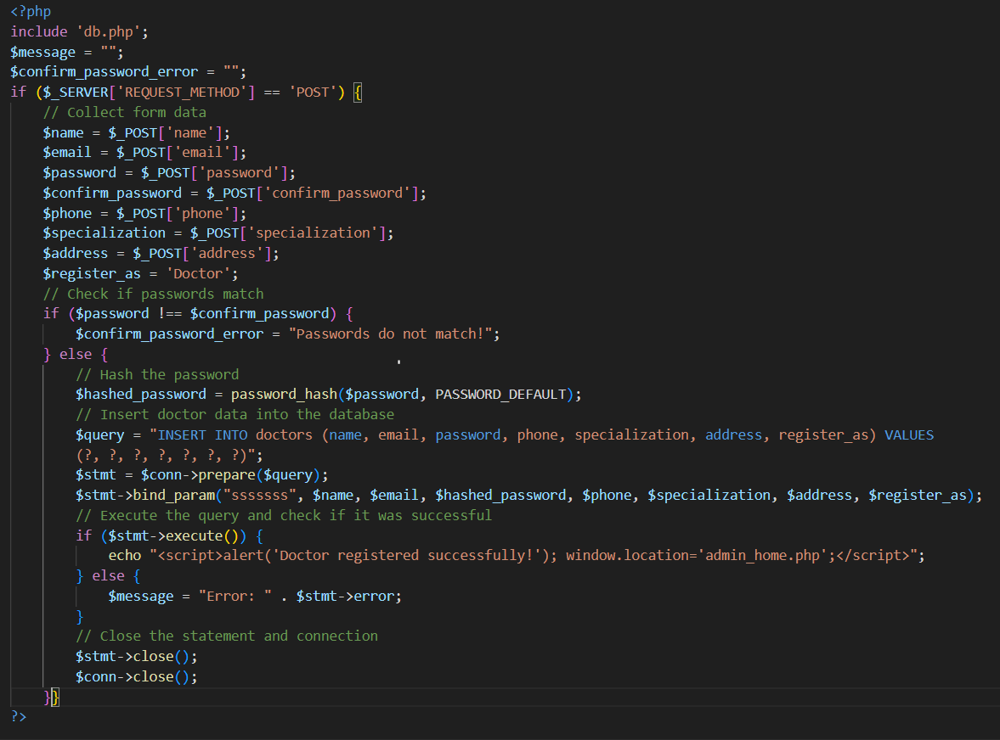 <?php
include 'db.php';
$message = "";
$confirm_password_error = "";
if ($_SERVER['REQUEST_METHOD'] == 'POST') {
    // Collect form data
    $name = $_POST['name'];
    $email = $_POST['email'];
    $password = $_POST['password'];
    $confirm_password = $_POST['confirm_password'];
    $phone = $_POST['phone'];
    $specialization = $_POST['specialization'];
    $address = $_POST['address'];
    $register_as = 'Doctor';
    // Check if passwords match
    if ($password !== $confirm_password) {
        $confirm_password_error = "Passwords do not match!";
    } else {
        // Hash the password
        $hashed_password = password_hash($password, PASSWORD_DEFAULT);
        // Insert doctor data into the database
        $query = "INSERT INTO doctors (name, email, password, phone, specialization, address, register_as) VALUES
        (?, ?, ?, ?, ?, ?, ?)";
        $stmt = $conn->prepare($query);
        $stmt->bind_param("sssssss", $name, $email, $hashed_password, $phone, $specialization, $address, $register_as);
        // Execute the query and check if it was successful
        if ($stmt->execute()) {
            echo "<script>alert('Doctor registered successfully!'); window.location='admin_home.php';</script>";
        } else {
            $message = "Error: " . $stmt->error;
        }
        // Close the statement and connection
        $stmt->close();
        $conn->close();
    }}
?>